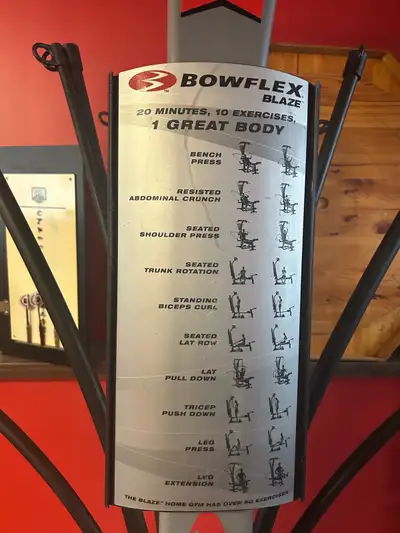 BOWFLEX
BLAZE™
20 MINUTES, 10 EXERCISES,
1 GREAT BODY
BENCH
PRESS
RESISTED
ABDOMINAL CRUNCH
SEATED
SHOULDER PRESS
SEATED
TRUNK ROTATION
STANDING
BICEPS CURL
SEATED
LAT ROW
LAT
PULL DOWN
TRICEP
PUSH DOWN
LEG
PRESS
LEG
EXTENSION
THE BLAZE™ HOME GYM HAS OVER 60 EXERCISES